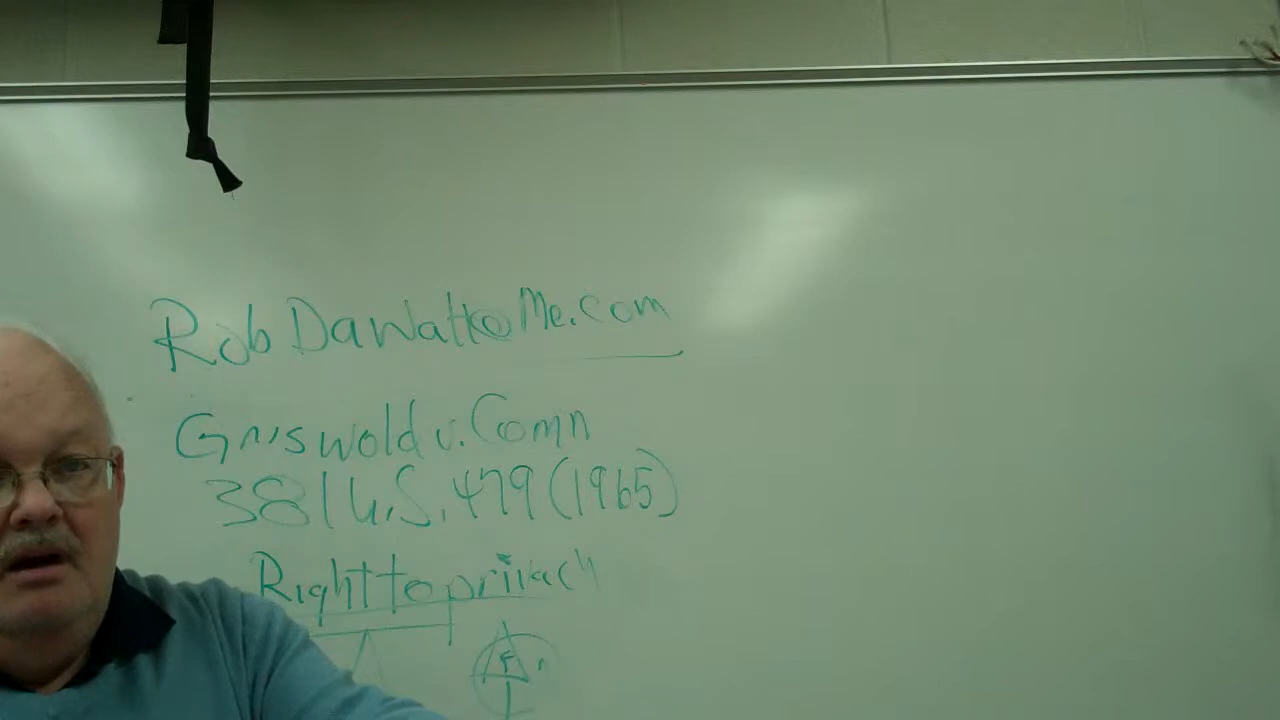 RobDaWattoMe.com
Griswold v. Conn
381 U.S. 479 (1965)
Right to privacy